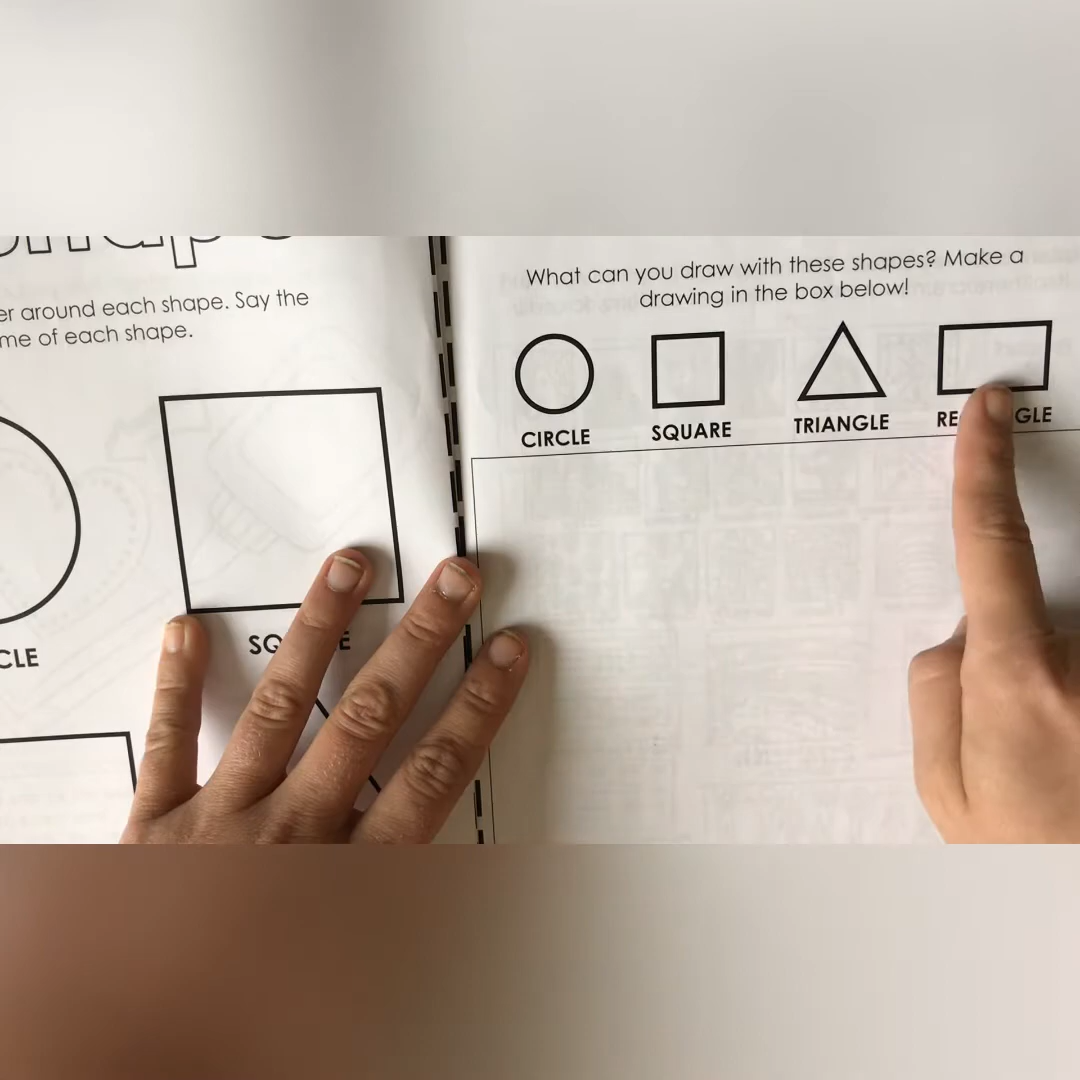 er around each shape. Say the
me of each shape.
CLE
What can you draw with these shapes? Make a
drawing in the box below!
CIRCLE SQUARE TRIANGLE